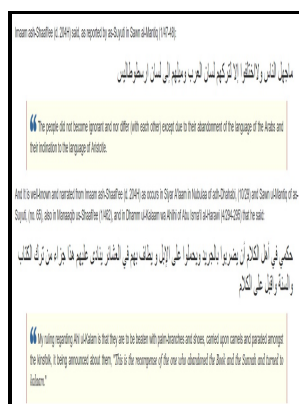 Imaam ash-Shaafi'ee (d. 204H) said, as reported by as-Suyuti in Sawn al-Mantiq (1/47-48):
ماجهل الناس ولااختلفوا إلا لتركهم لسان العرب وميلهم إلى لسان أرسطوطاليس
The people did not become ignorant and nor differ (with each other) except due to their abandonment of the language of the Arabs and
their inclination to the language of Aristotle.
And it is well-known and narrated from Imaam ash-Shaafi'ee (d. 204H) as occurs in Siyar A'laam in Nubulaa of adh-Dhahabi, (10/29) and Sawn ul-Mantiq of as-
Suyuti, (no. 65), also in Manaaqib us-Shaafi'ee (1/462), and in Dhamm ul-Kalaam wa Ahlihi of Abu Isma'il al-Harawi (4/294-295) that he said:
حكمي في أهل الكلام أن يضربوا بالجريد ويحملوا على الإبل و يطاف بهم في العشائر ينادى عليهم هذا جزاء من ترك الكتاب
والسنة وأقبل على الكلام
My ruling regarding Ahl ul-Kalaam is that they are to be beaten with palm-branches and shoes, carried upon camels and paraded amongst
the kinsfolk, it being announced about them, "This is the recompense of the one who abandoned the Book and the Sunnah and turned to
kalaam."